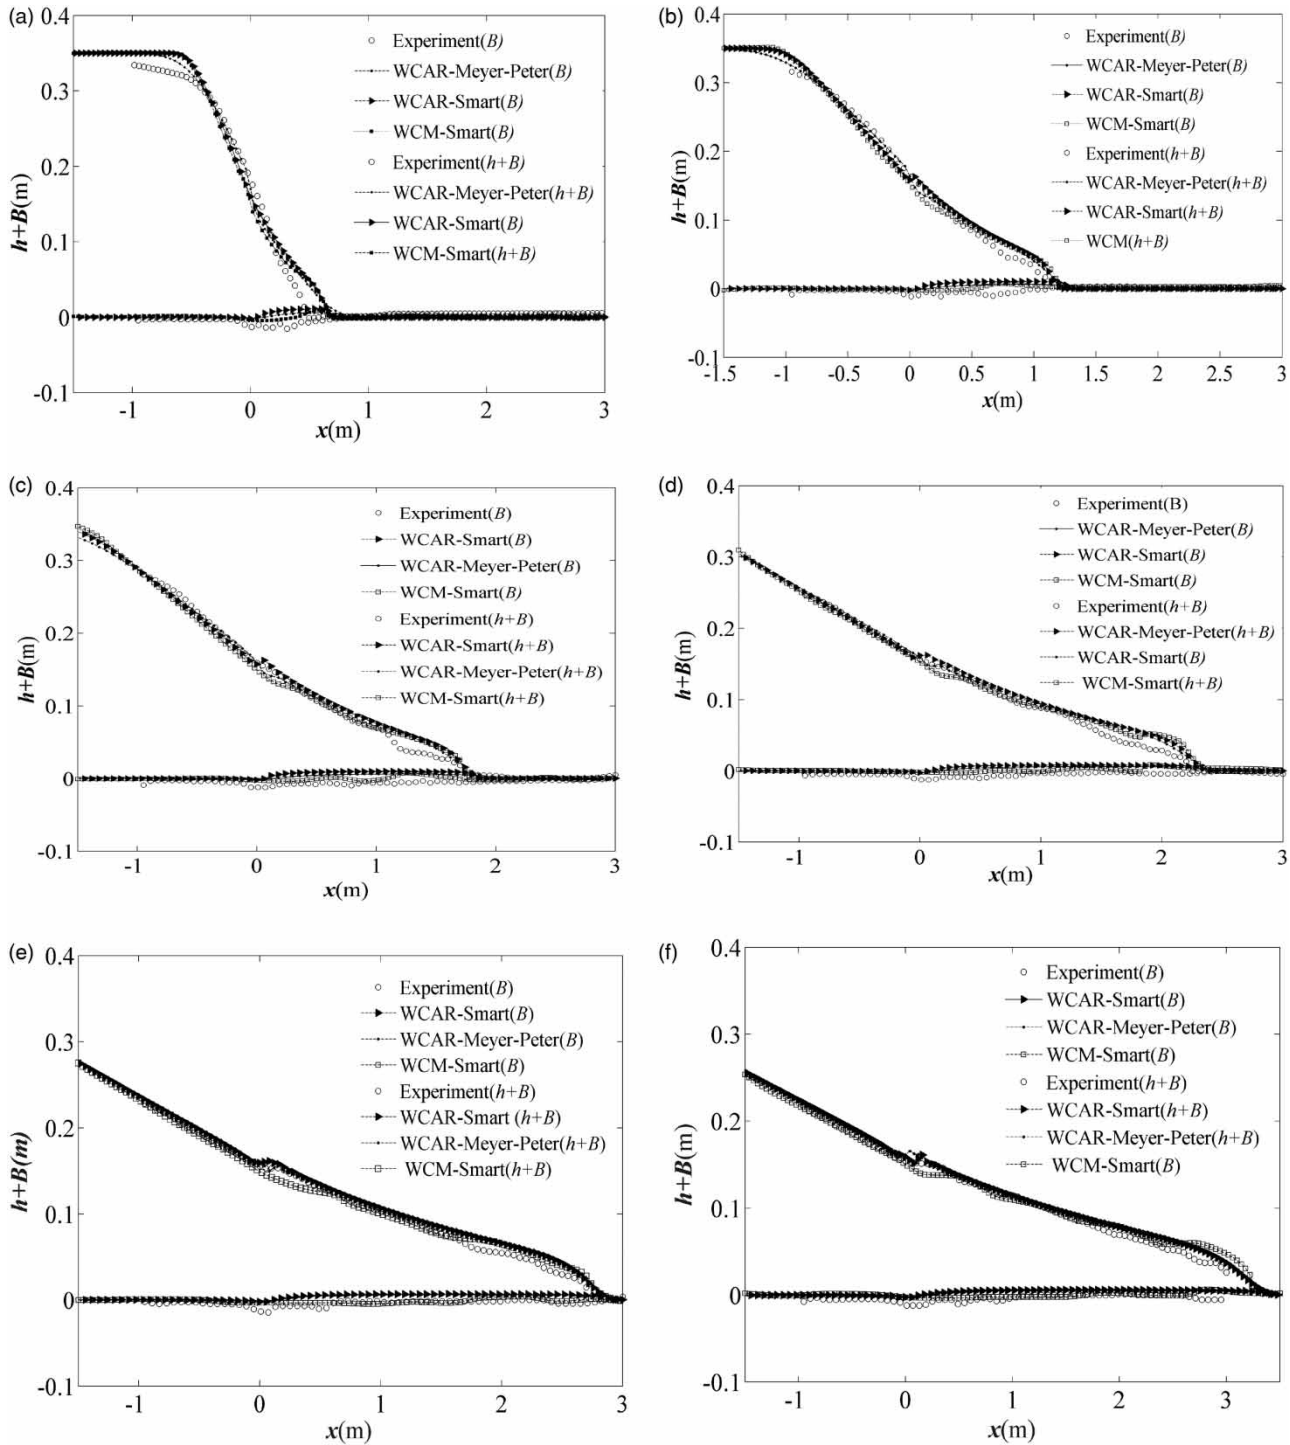 (a)
0.4
0.3
0.2
0.1
0
-0.1
h+B(m)
Experiment(B)
WCAR-Meyer-Peter(B)
WCAR-Smart(B)
WCM-Smart(B)
Experiment(h+B)
WCAR-Meyer-Peter(h+B)
WCAR-Smart(B)
WCM-Smart(h+B)
-1 0 1 2 3
x(m)
(b)
0.4
0.3
0.2
0.1
0
-0.1
h+B(m)
Experiment(B)
WCAR-Meyer-Peter(B)
WCAR-Smart(B)
WCM-Smart(B)
Experiment(h+B)
WCAR-Meyer-Peter(h+B)
WCAR-Smart(h+B)
WCM(h+B)
-1.5 -1 -0.5 0 0.5 1 1.5 2 2.5 3
x(m)
(c)
0.4
0.3
0.2
0.1
0
-0.1
h+B(m)
Experiment(B)
WCAR-Smart(B)
WCAR-Meyer-Peter(B)
WCM-Smart(B)
Experiment(h+B)
WCAR-Smart(h+B)
WCAR-Meyer-Peter(h+B)
WCM-Smart(h+B)
-1 0 1 2 3
x(m)
(d)
0.4
0.3
0.2
0.1
0
-0.1
h+B(m)
Experiment(B)
WCAR-Meyer-Peter(B)
WCAR-Smart(B)
WCM-Smart(B)
Experiment(h+B)
WCAR-Meyer-Peter(h+B)
WCAR-Smart(B)
WCM-Smart(h+B)
-1 0 1 2 3
x(m)
(e)
0.4
0.3
0.2
0.1
0
-0.1
h+B(m)
Experiment(B)
WCAR-Smart(B)
WCAR-Meyer-Peter(B)
WCM-Smart(B)
Experiment(h+B)
WCAR-Smart (h+B)
WCAR-Meyer-Peter(h+B)
WCM-Smart(h+B)
-1 0 1 2 3
x(m)
(f)
0.4
0.3
0.2
0.1
0
-0.1
h+B(m)
Experiment(B)
WCAR-Smart(B)
WCAR-Meyer-Peter(B)
WCM-Smart(B)
Experiment(h+B)
WCAR-Smart(h+B)
WCAR-Meyer-Peter(h+B)
WCM-Smart(B)
-1 0 1 2 3
x(m)